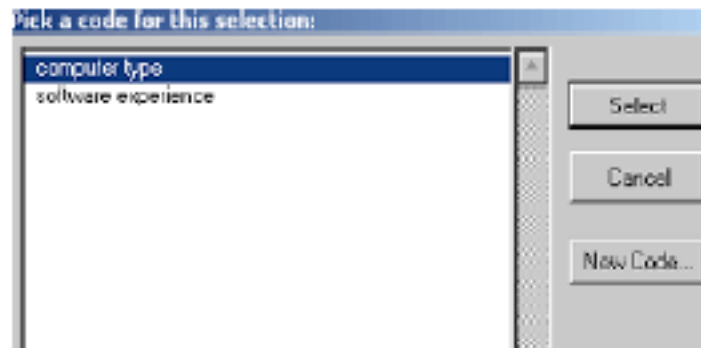 Pick a code for this selection:
computer type
software experience
Select
Cancel
New Code...